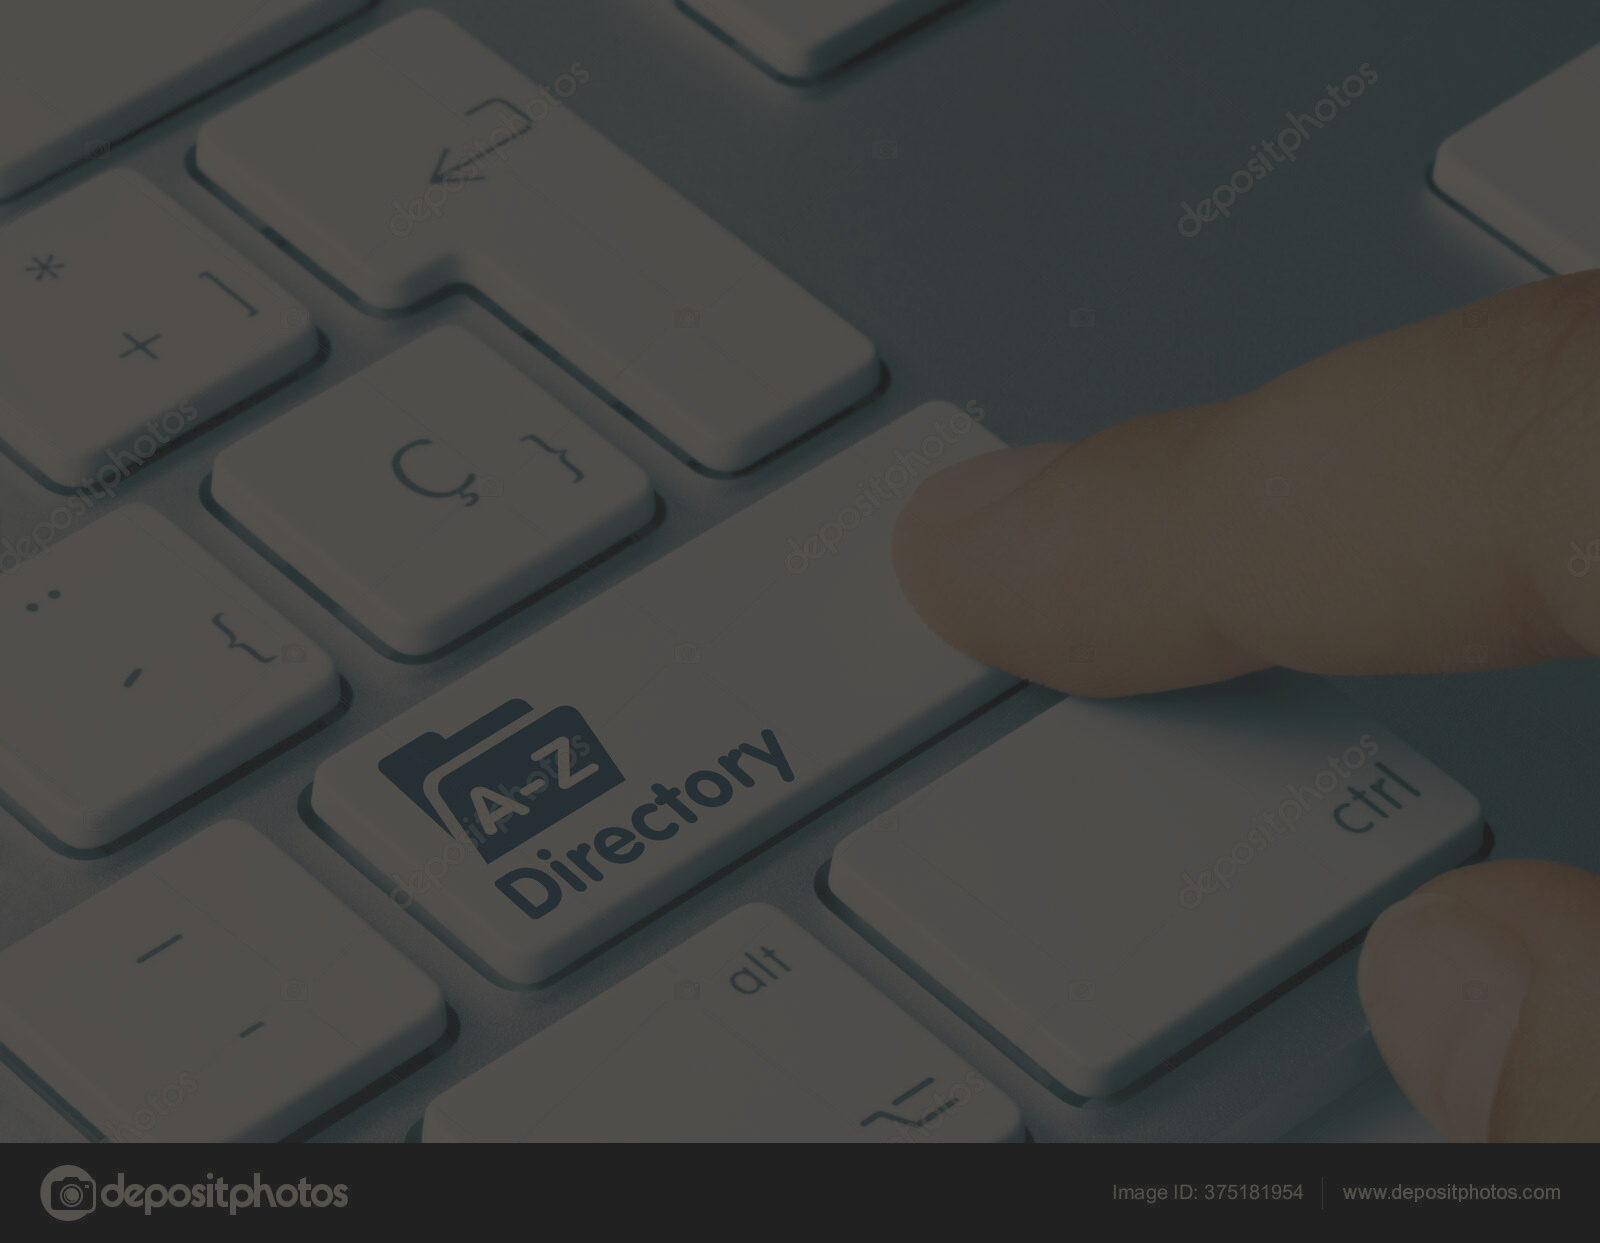 * ]
+
Ç }
¨ {
A-Z
Directory
ctrl
alt
depositphotos
Image ID: 375181954
www.depositphotos.com